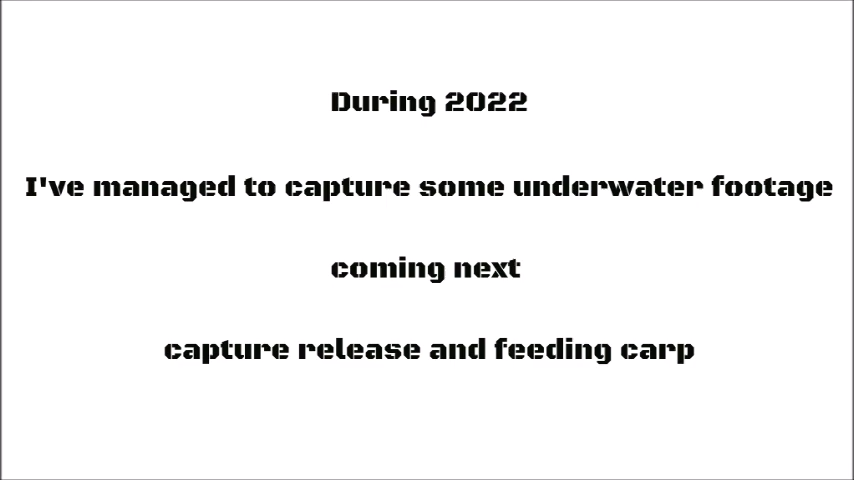 During 2022
I've managed to capture some underwater footage
coming next
capture release and feeding carp